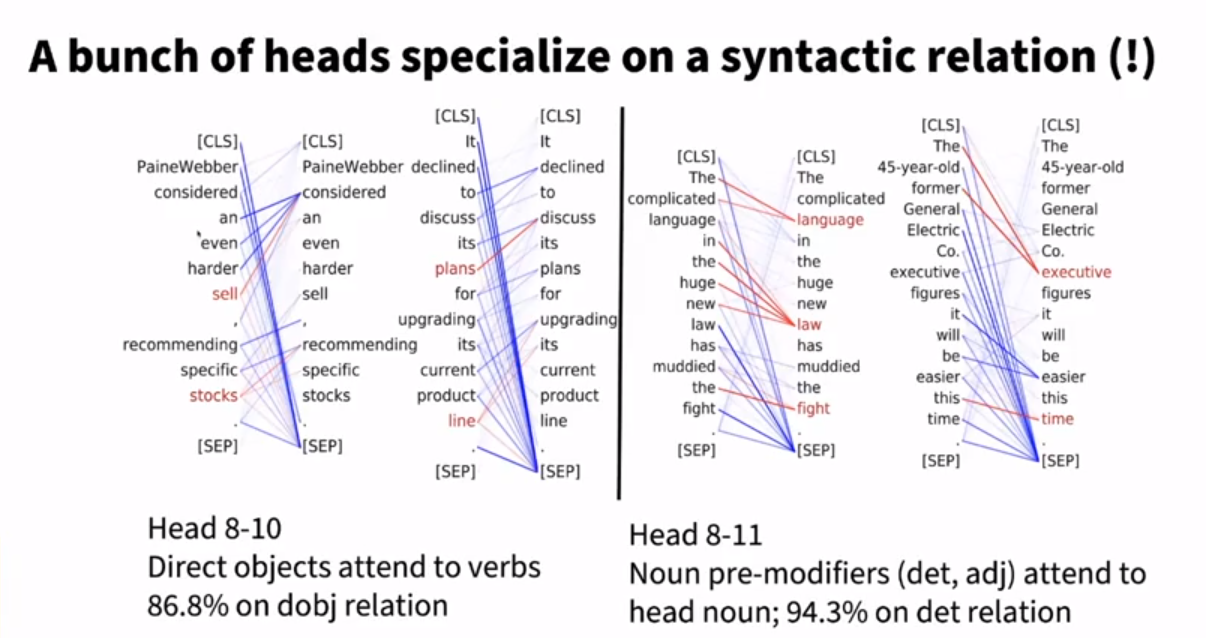 A bunch of heads specialize on a syntactic relation (!)
[CLS] [CLS]
PaineWebber PaineWebber
considered considered
an an
even even
harder harder
sell sell
, ,
recommending recommending
specific specific
stocks stocks
. .
[SEP] [SEP]
[CLS] [CLS]
It It
declined declined
to to
discuss discuss
its its
plans plans
for for
upgrading upgrading
its its
current current
product product
line line
. .
[SEP] [SEP]
Head 8-10
Direct objects attend to verbs
86.8% on dobj relation
[CLS] [CLS]
The The
complicated complicated
language language
in in
the the
huge huge
new new
law law
has has
muddied muddied
the the
fight fight
. .
[SEP] [SEP]
[CLS] [CLS]
The The
45-year-old 45-year-old
former former
General General
Electric Electric
Co. Co.
executive executive
figures figures
it it
will will
be be
easier easier
this this
time time
. .
[SEP] [SEP]
Head 8-11
Noun pre-modifiers (det, adj) attend to
head noun; 94.3% on det relation